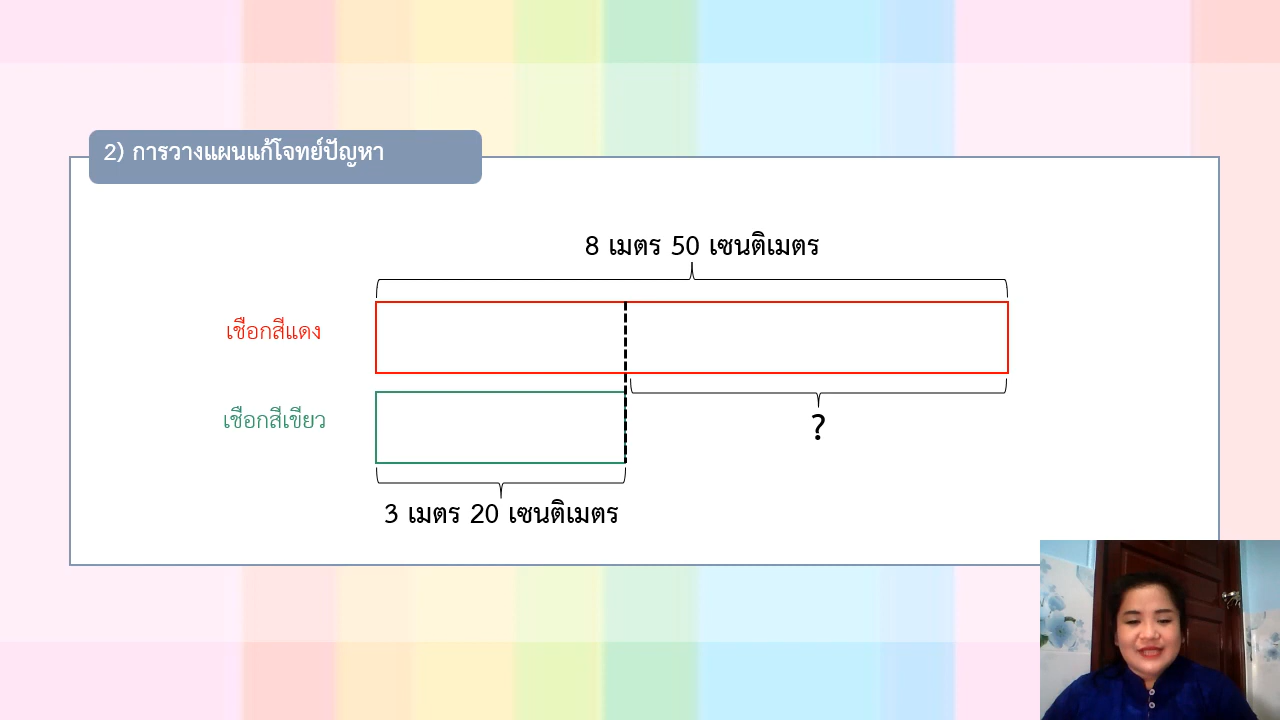 2) การวางแผนแก้โจทย์ปัญหา
8 เมตร 50 เซนติเมตร
เชือกสีแดง
เชือกสีเขียว
?
3 เมตร 20 เซนติเมตร